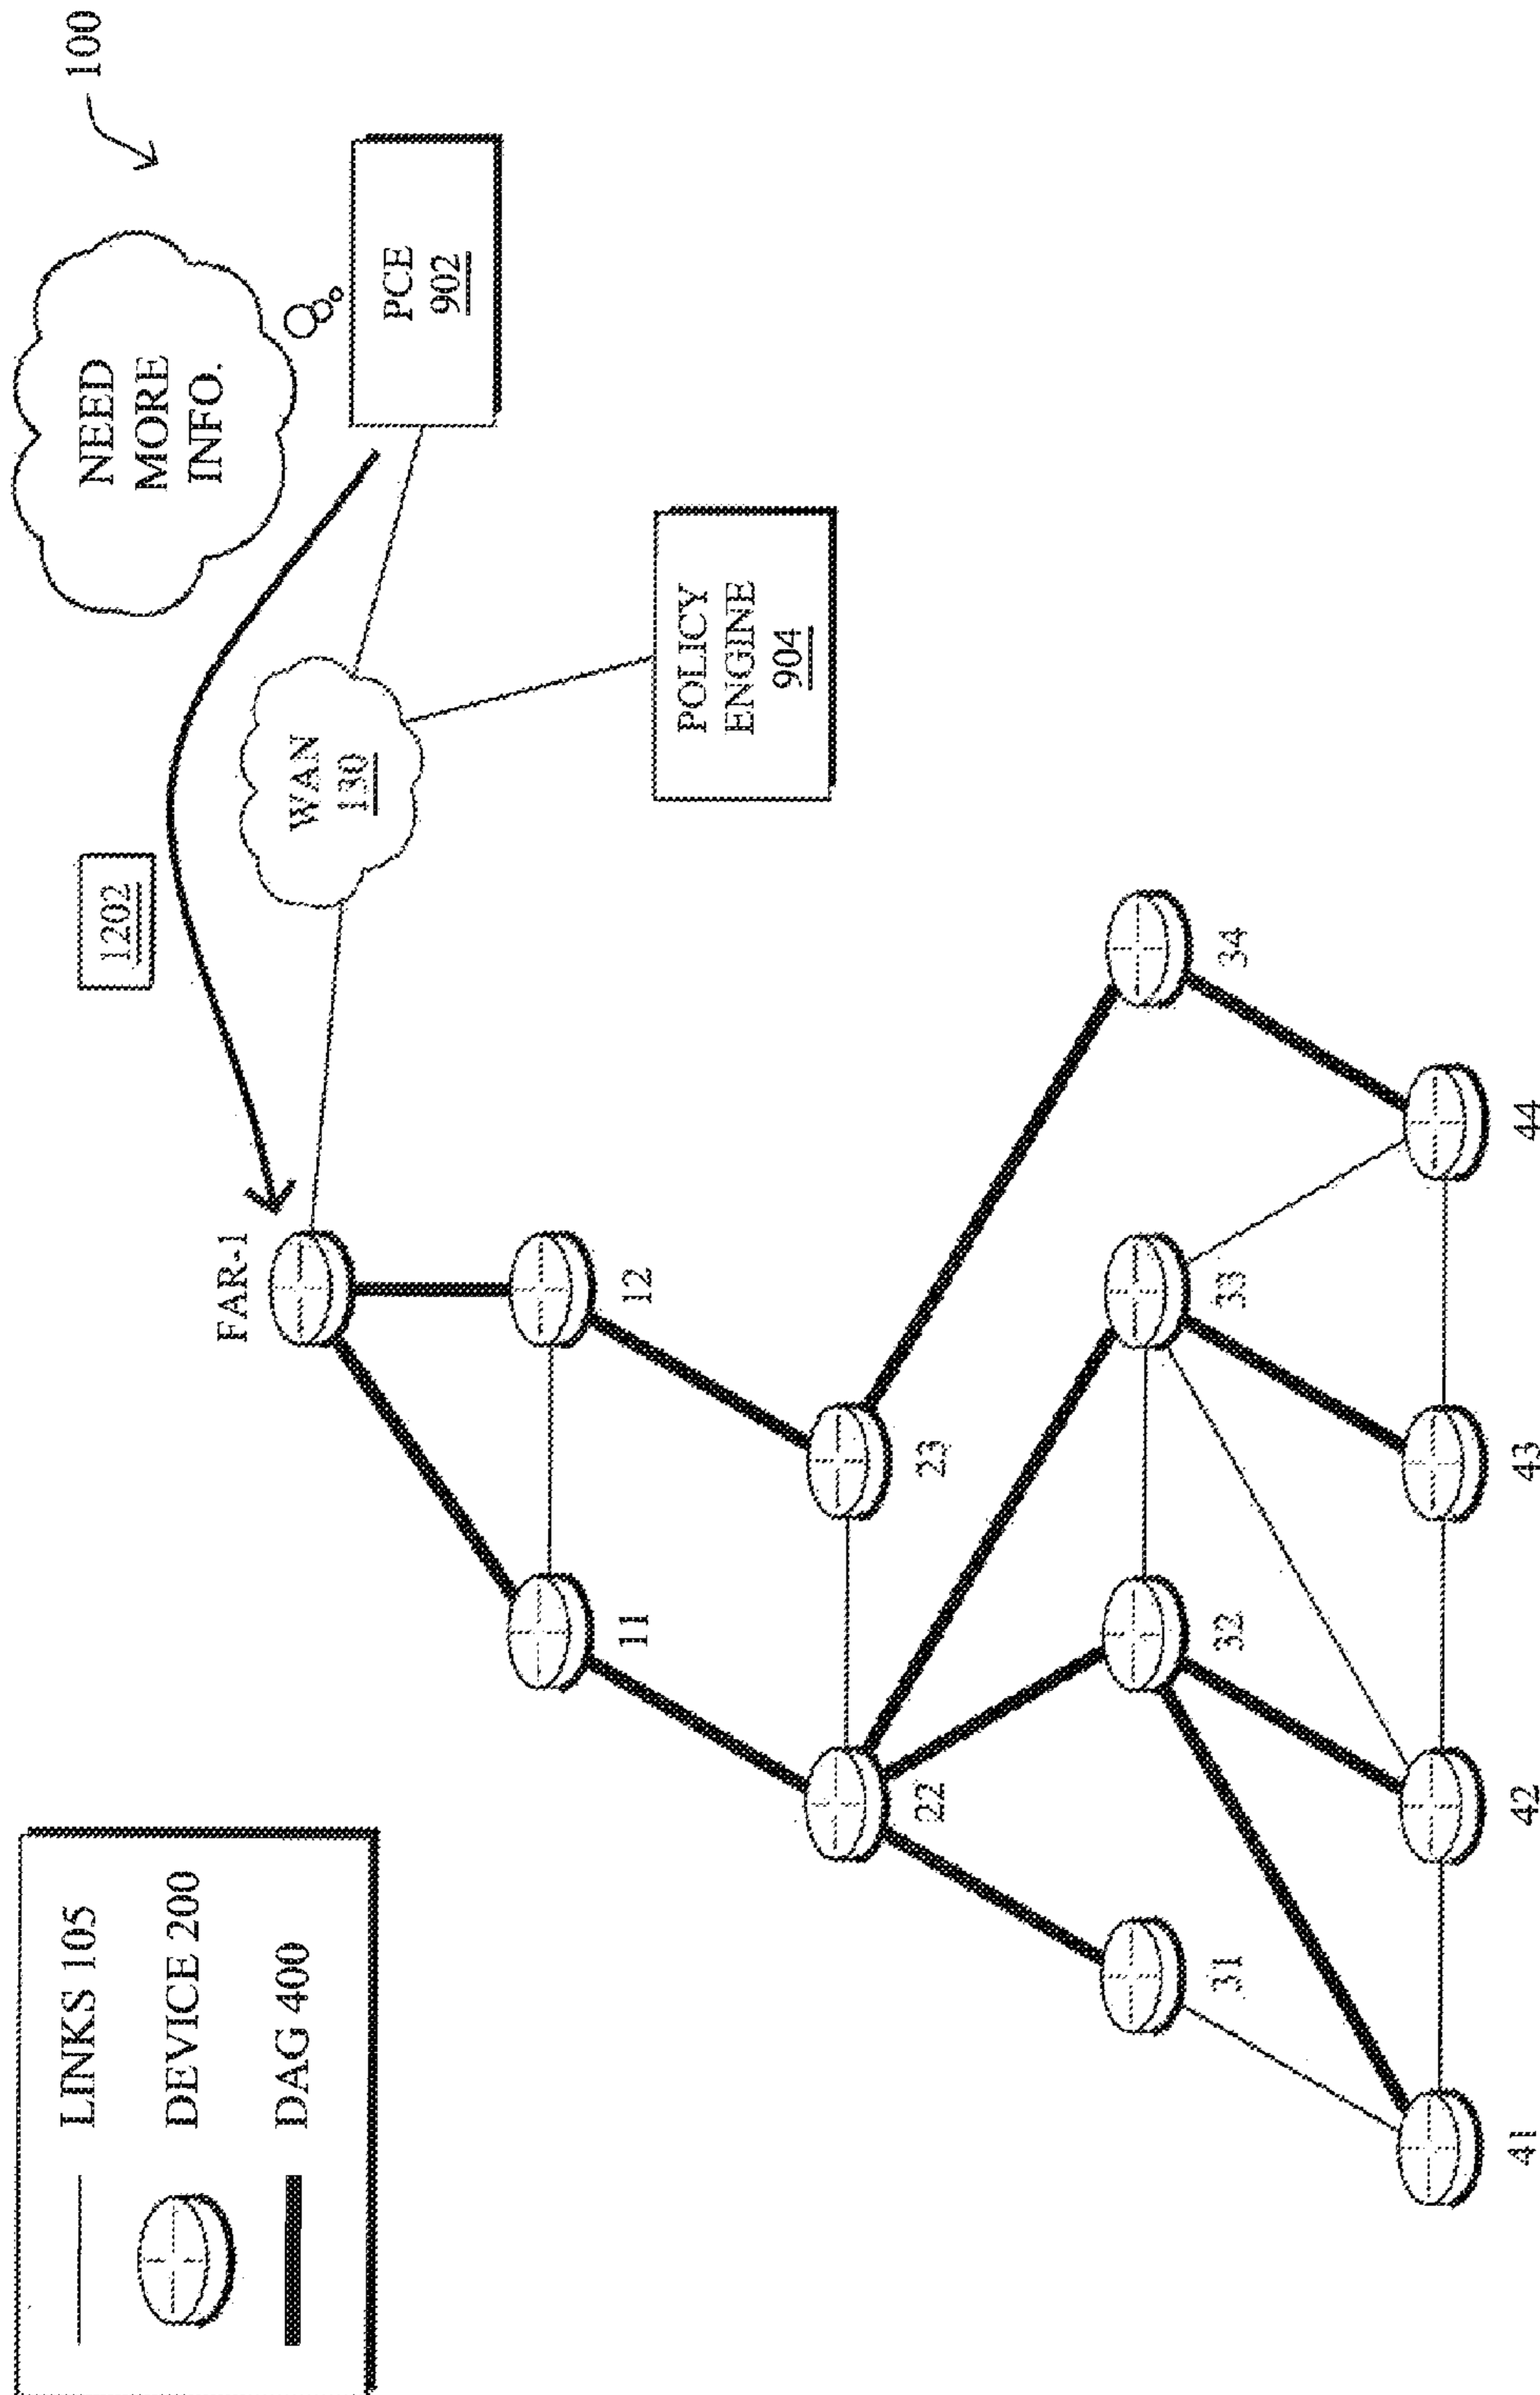 LINKS 105
DEVICE 200
DAG 400
100
NEED
MORE
INFO.
PCE
902
1202
WAN
130
POLICY
ENGINE
904
FAR-1
11
12
22
23
31
32
33
34
41
42
43
44